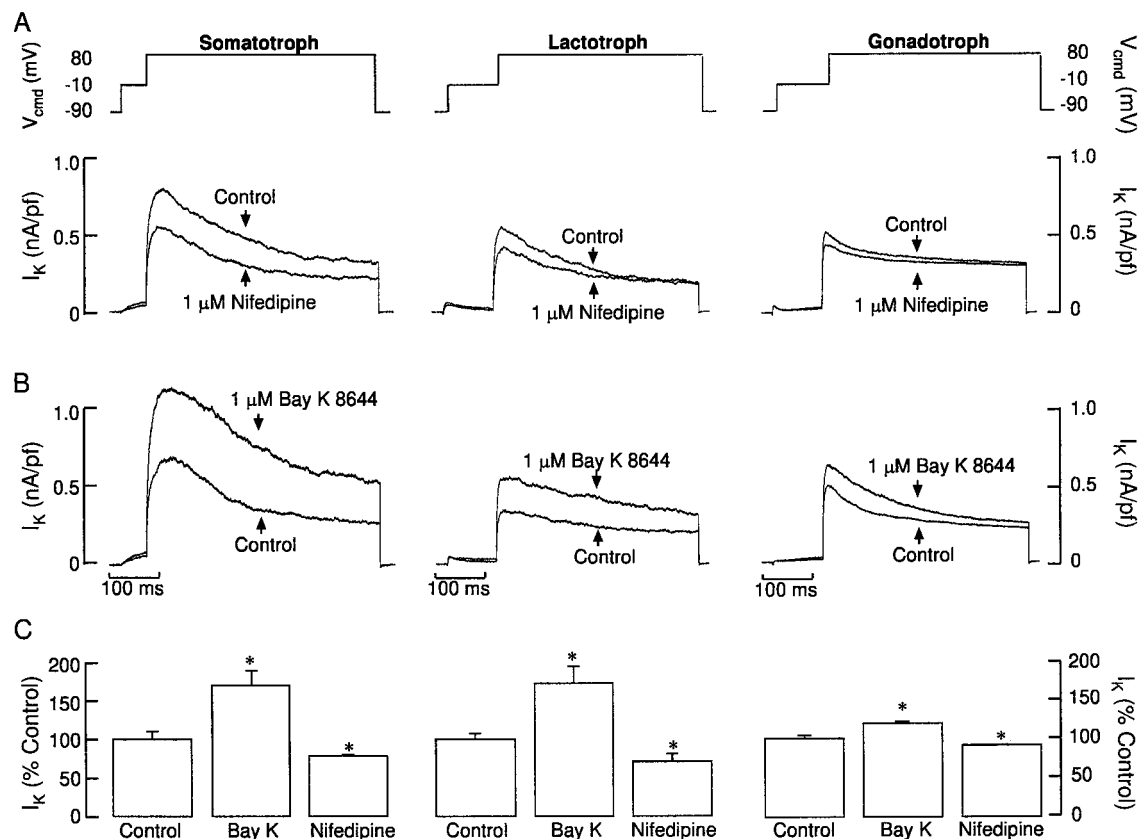 A
Somatotroph
Lactotroph
Gonadotroph
V_cmd (mV)
80
-10
-90
80
-10
-90
V_cmd (mV)
I_K (nA/pf)
1.0
0.5
0
Control
1 μM Nifedipine
Control
1 μM Nifedipine
Control
1 μM Nifedipine
1.0
0.5
0
I_K (nA/pf)
B
I_K (nA/pf)
1.0
0.5
0
1 μM Bay K 8644
Control
100 ms
1 μM Bay K 8644
Control
100 ms
1 μM Bay K 8644
Control
100 ms
1.0
0.5
0
I_K (nA/pf)
C
I_K (% Control)
200
150
100
50
0
*
*
*
*
*
*
200
150
100
50
0
I_K (% Control)
Control Bay K Nifedipine
Control Bay K Nifedipine
Control Bay K Nifedipine